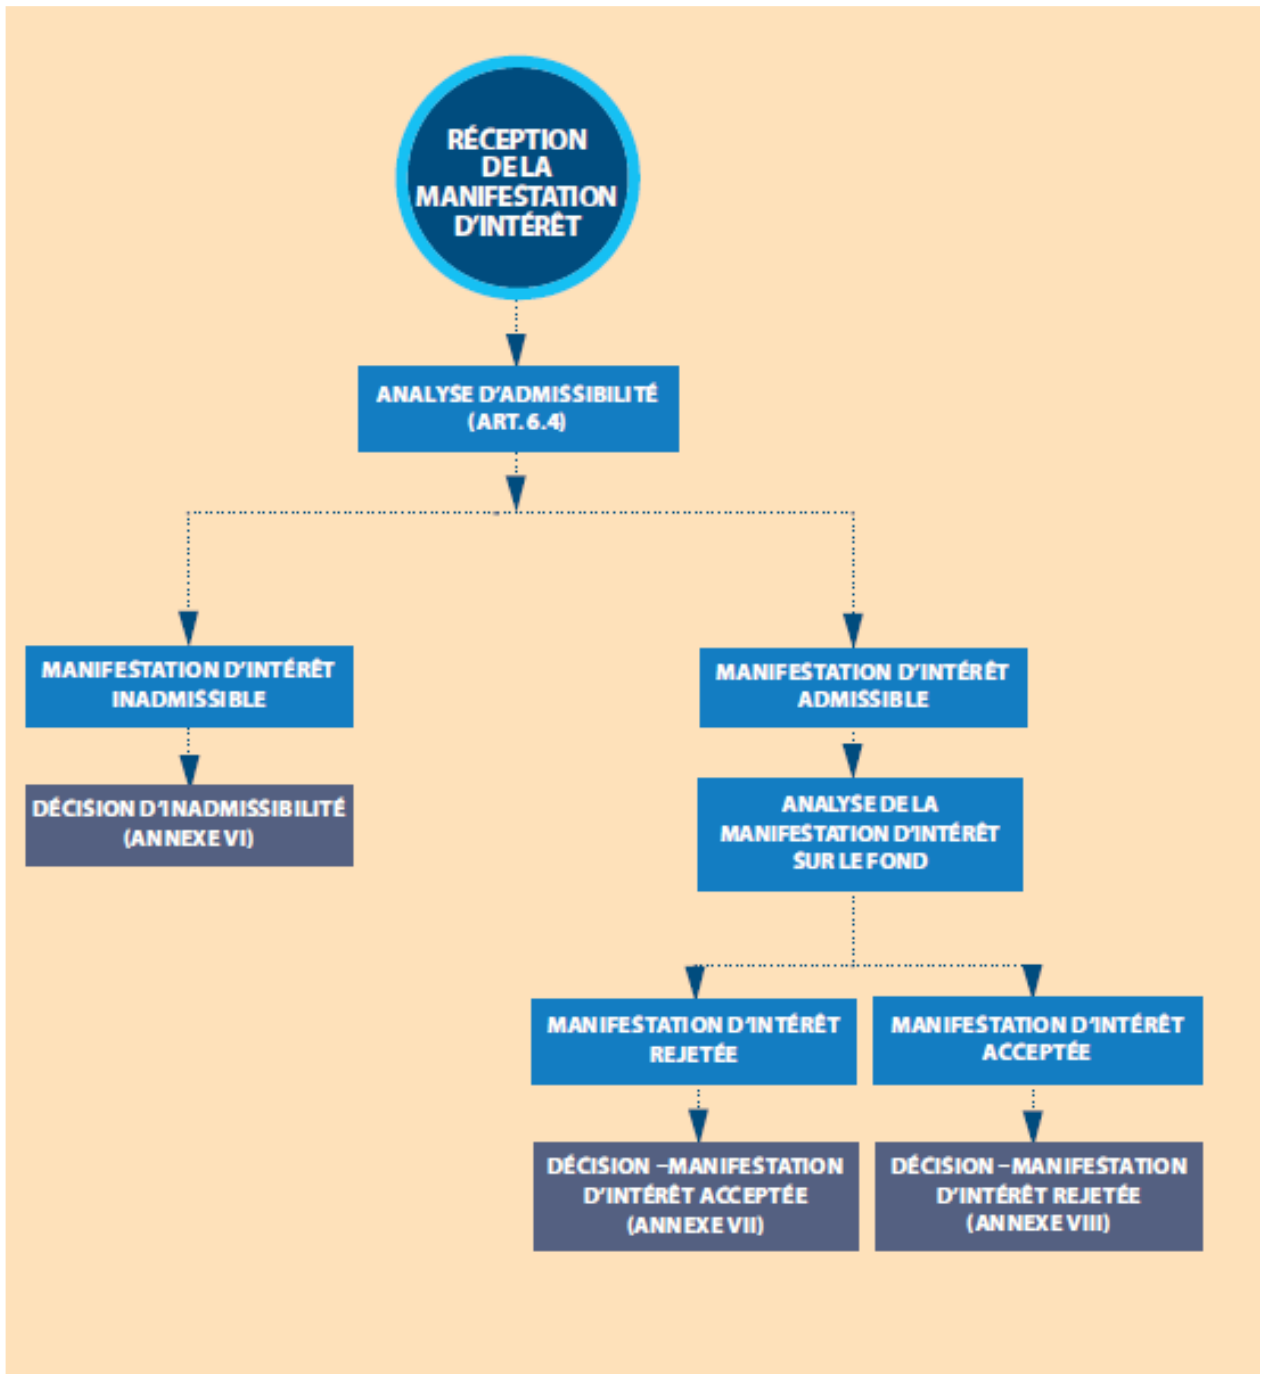 RÉCEPTION
DE LA
MANIFESTATION
D'INTÉRÊT
ANALYSE D'ADMISSIBILITÉ
(ART. 6.4)
MANIFESTATION D'INTÉRÊT
INADMISSIBLE
DÉCISION D'INADMISSIBILITÉ
(ANNEXE VI)
MANIFESTATION D'INTÉRÊT
ADMISSIBLE
ANALYSE DE LA
MANIFESTATION D'INTÉRÊT
SUR LE FOND
MANIFESTATION D'INTÉRÊT
REJETÉE
MANIFESTATION D'INTÉRÊT
ACCEPTÉE
DÉCISION –MANIFESTATION
D'INTÉRÊT ACCEPTÉE
(ANNEXE VII)
DÉCISION –MANIFESTATION
D'INTÉRÊT REJETÉE
(ANNEXE VIII)